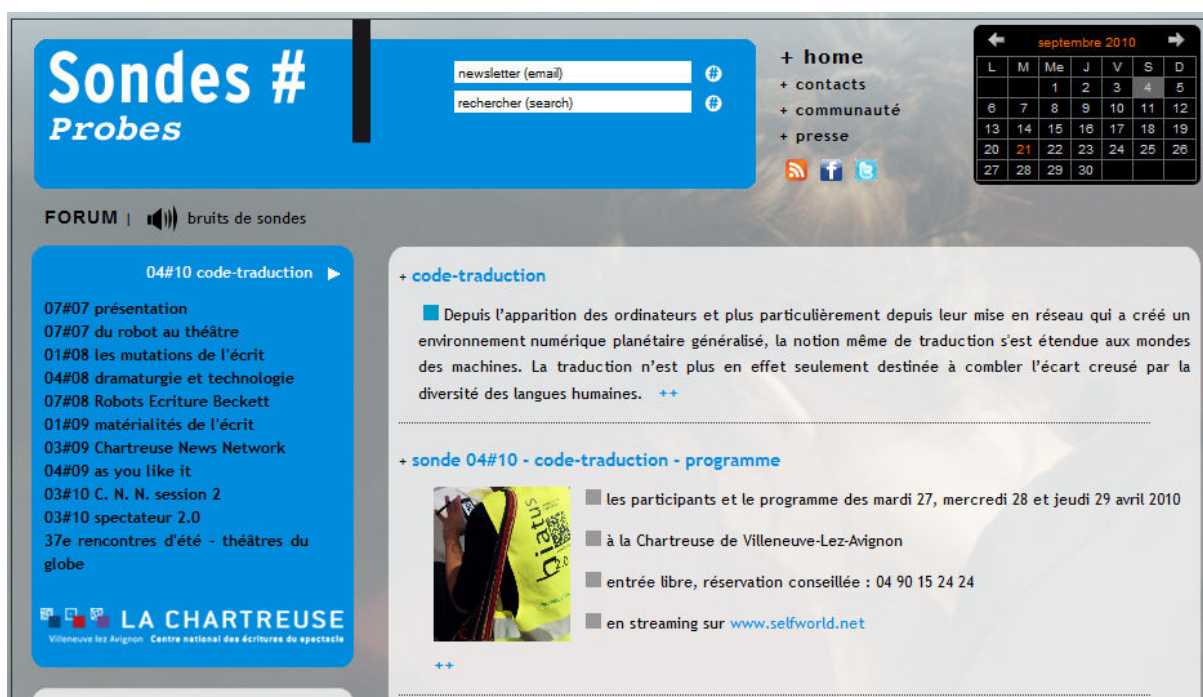 Sondes #
Probes
newsletter (email)
#
rechercher (search)
#
+ home
+ contacts
+ communauté
+ presse
septembre 2010
L M Me J V S D
1 2 3 4 5
6 7 8 9 10 11 12
13 14 15 16 17 18 19
20 21 22 23 24 25 26
27 28 29 30
FORUM | bruits de sondes
04#10 code-traduction
07#07 présentation
07#07 du robot au théâtre
01#08 les mutations de l'écrit
04#08 dramaturgie et technologie
07#08 Robots Ecriture Beckett
01#09 matérialités de l'écrit
03#09 Chartreuse News Network
04#09 as you like it
03#10 C. N. N. session 2
03#10 spectateur 2.0
37e rencontres d'été - théâtres du
globe
LA CHARTREUSE
Villeneuve lez Avignon Centre national des écritures du spectacle
+ code-traduction
Depuis l'apparition des ordinateurs et plus particulièrement depuis leur mise en réseau qui a créé un
environnement numérique planétaire généralisé, la notion même de traduction s'est étendue aux mondes
des machines. La traduction n'est plus en effet seulement destinée à combler l'écart creusé par la
diversité des langues humaines. ++
+ sonde 04#10 - code-traduction - programme
hiatus
2.0
les participants et le programme des mardi 27, mercredi 28 et jeudi 29 avril 2010
à la Chartreuse de Villeneuve-Lez-Avignon
entrée libre, réservation conseillée : 04 90 15 24 24
en streaming sur www.selfworld.net
++